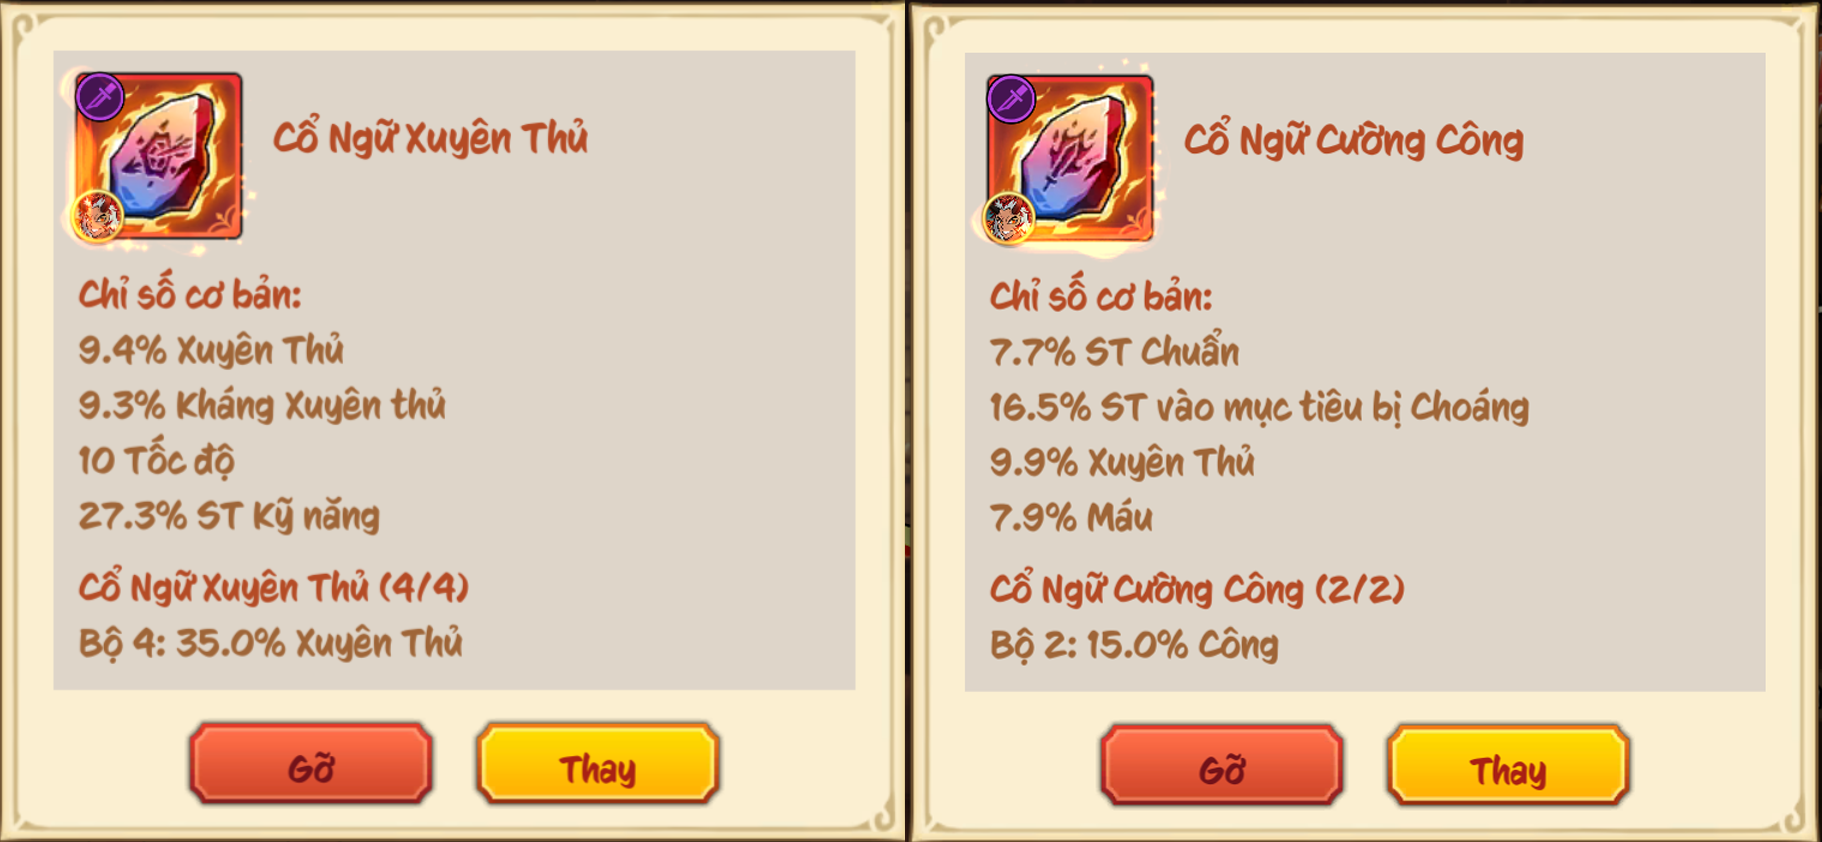 Cổ Ngữ Xuyên Thủ
Chỉ số cơ bản:
9.4% Xuyên Thủ
9.3% Kháng Xuyên thủ
10 Tốc độ
27.3% ST Kỹ năng
Cổ Ngữ Xuyên Thủ (4/4)
Bộ 4: 35.0% Xuyên Thủ
Gỡ
Thay
Cổ Ngữ Cường Công
Chỉ số cơ bản:
7.7% ST Chuẩn
16.5% ST vào mục tiêu bị Choáng
9.9% Xuyên Thủ
7.9% Máu
Cổ Ngữ Cường Công (2/2)
Bộ 2: 15.0% Công
Gỡ
Thay